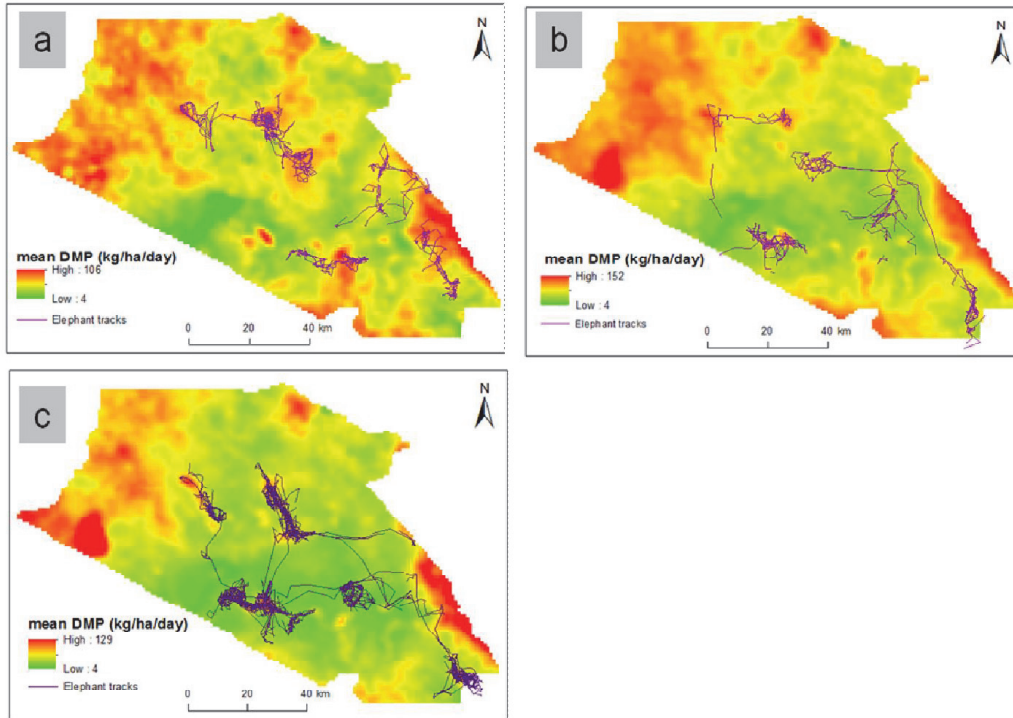 a
N
mean DMP (kg/ha/day)
High : 106
Low : 4
Elephant tracks
0 20 40 km
b
N
mean DMP (kg/ha/day)
High : 152
Low : 4
Elephant tracks
0 20 40 km
c
N
mean DMP (kg/ha/day)
High : 129
Low : 4
Elephant tracks
0 20 40 km